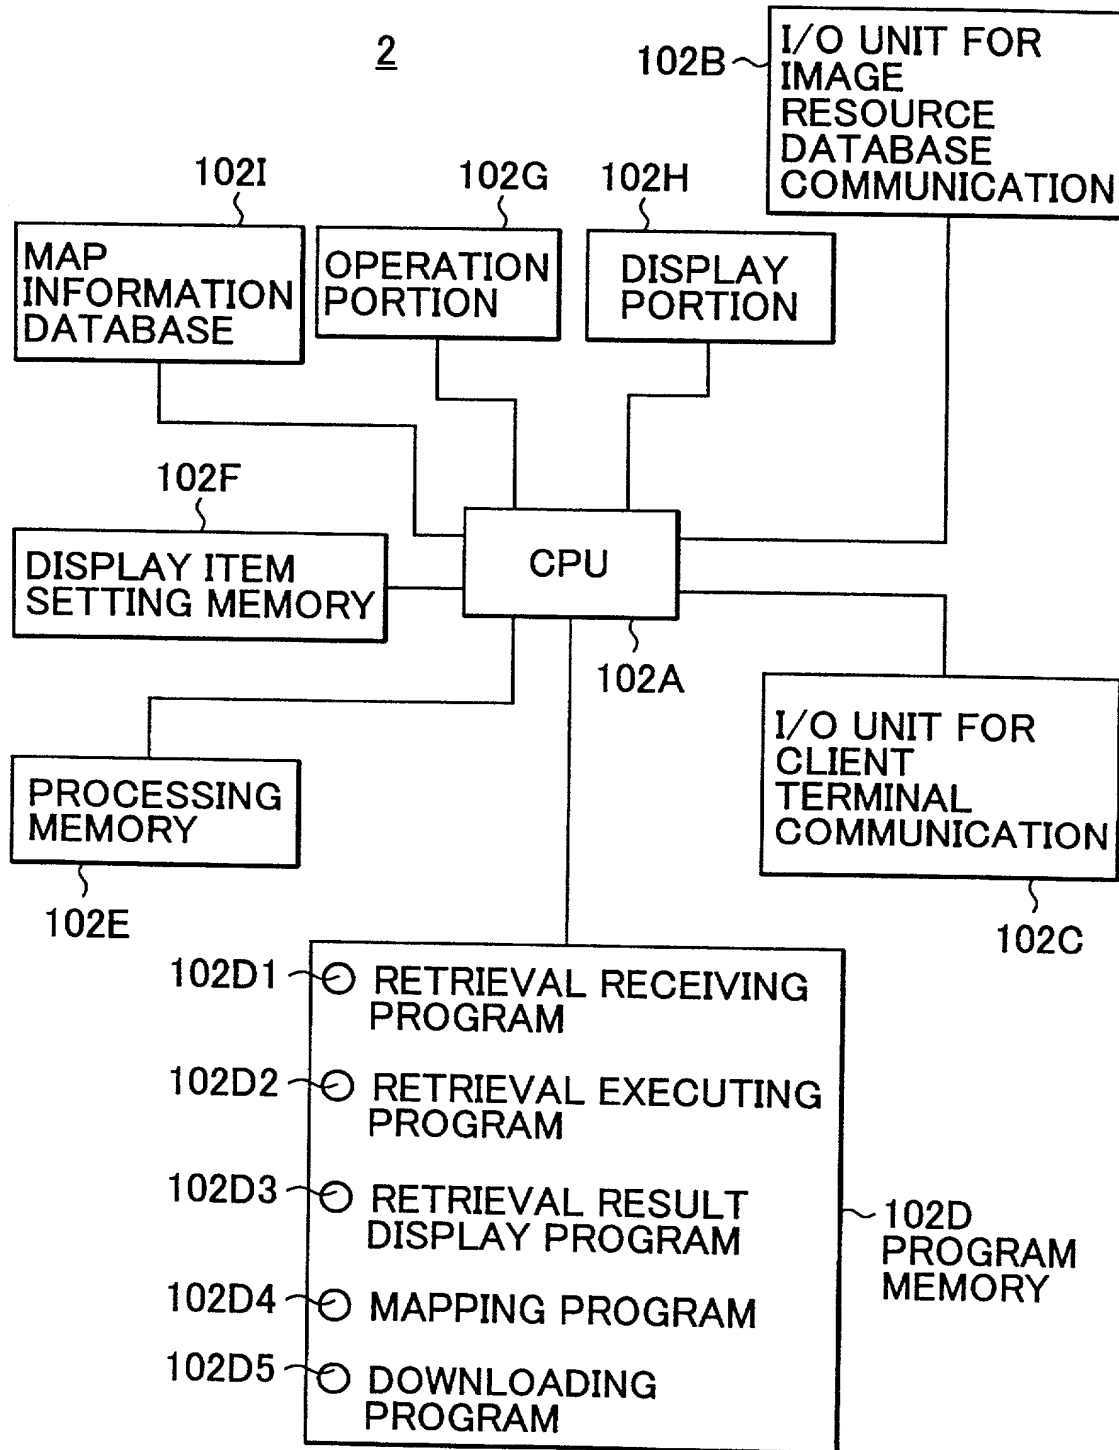 2
102B
I/O UNIT FOR
IMAGE
RESOURCE
DATABASE
COMMUNICATION
102I
102G
102H
MAP
INFORMATION
DATABASE
OPERATION
PORTION
DISPLAY
PORTION
102F
DISPLAY ITEM
SETTING MEMORY
CPU
102A
I/O UNIT FOR
CLIENT
TERMINAL
COMMUNICATION
102C
PROCESSING
MEMORY
102E
102D1
RETRIEVAL RECEIVING
PROGRAM
102D2
RETRIEVAL EXECUTING
PROGRAM
102D3
RETRIEVAL RESULT
DISPLAY PROGRAM
102D
PROGRAM
MEMORY
102D4
MAPPING PROGRAM
102D5
DOWNLOADING
PROGRAM